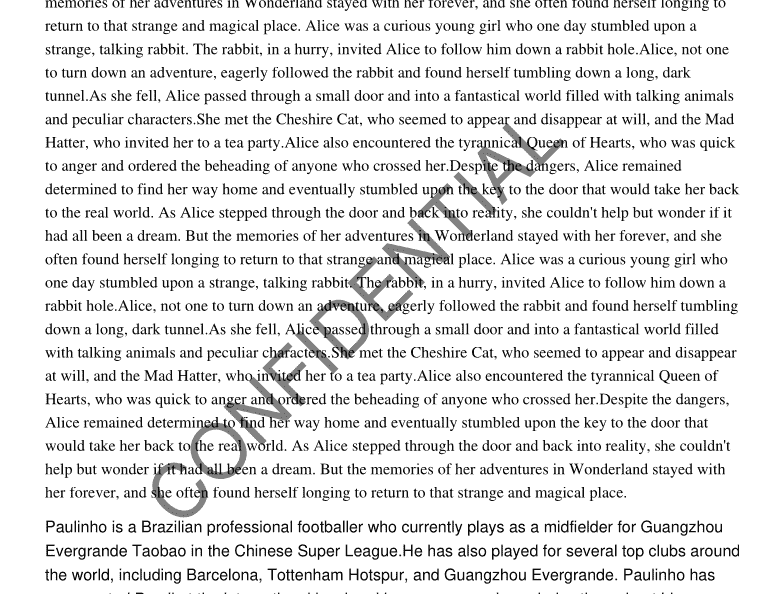 memories of her adventures in Wonderland stayed with her forever, and she often found herself longing to
return to that strange and magical place. Alice was a curious young girl who one day stumbled upon a
strange, talking rabbit. The rabbit, in a hurry, invited Alice to follow him down a rabbit hole.Alice, not one
to turn down an adventure, eagerly followed the rabbit and found herself tumbling down a long, dark
tunnel.As she fell, Alice passed through a small door and into a fantastical world filled with talking animals
and peculiar characters.She met the Cheshire Cat, who seemed to appear and disappear at will, and the Mad
Hatter, who invited her to a tea party.Alice also encountered the tyrannical Queen of Hearts, who was quick
to anger and ordered the beheading of anyone who crossed her.Despite the dangers, Alice remained
determined to find her way home and eventually stumbled upon the key to the door that would take her back
to the real world. As Alice stepped through the door and back into reality, she couldn't help but wonder if it
had all been a dream. But the memories of her adventures in Wonderland stayed with her forever, and she
often found herself longing to return to that strange and magical place. Alice was a curious young girl who
one day stumbled upon a strange, talking rabbit. The rabbit, in a hurry, invited Alice to follow him down a
rabbit hole.Alice, not one to turn down an adventure, eagerly followed the rabbit and found herself tumbling
down a long, dark tunnel.As she fell, Alice passed through a small door and into a fantastical world filled
with talking animals and peculiar characters.She met the Cheshire Cat, who seemed to appear and disappear
at will, and the Mad Hatter, who invited her to a tea party.Alice also encountered the tyrannical Queen of
Hearts, who was quick to anger and ordered the beheading of anyone who crossed her.Despite the dangers,
Alice remained determined to find her way home and eventually stumbled upon the key to the door that
would take her back to the real world. As Alice stepped through the door and back into reality, she couldn't
help but wonder if it had all been a dream. But the memories of her adventures in Wonderland stayed with
her forever, and she often found herself longing to return to that strange and magical place.
CONFIDENTIAL
Paulinho is a Brazilian professional footballer who currently plays as a midfielder for Guangzhou
Evergrande Taobao in the Chinese Super League.He has also played for several top clubs around
the world, including Barcelona, Tottenham Hotspur, and Guangzhou Evergrande. Paulinho has